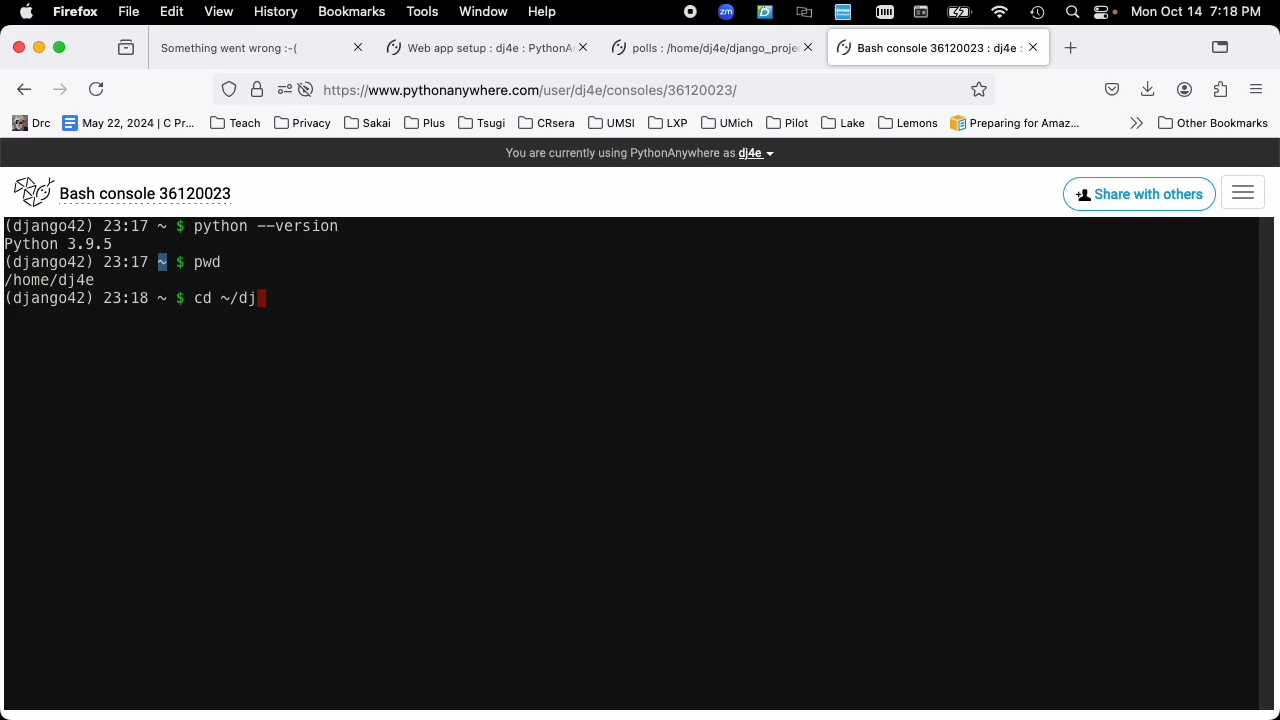 Firefox File Edit View History Bookmarks Tools Window Help zm Mon Oct 14 7:18 PM
Something went wrong :-( Web app setup : dj4e : PythonA polls : /home/dj4e/django_proje Bash console 36120023 : dj4e :
https://www.pythonanywhere.com/user/dj4e/consoles/36120023/
Drc May 22, 2024 | C Pr... Teach Privacy Sakai Plus Tsugi CRsera UMSI LXP UMich Pilot Lake Lemons Preparing for Amaz... Other Bookmarks
You are currently using PythonAnywhere as dj4e
Bash console 36120023 Share with others
(django42) 23:17 ~ $ python --version
Python 3.9.5
(django42) 23:17 ~ $ pwd
/home/dj4e
(django42) 23:18 ~ $ cd ~/dj